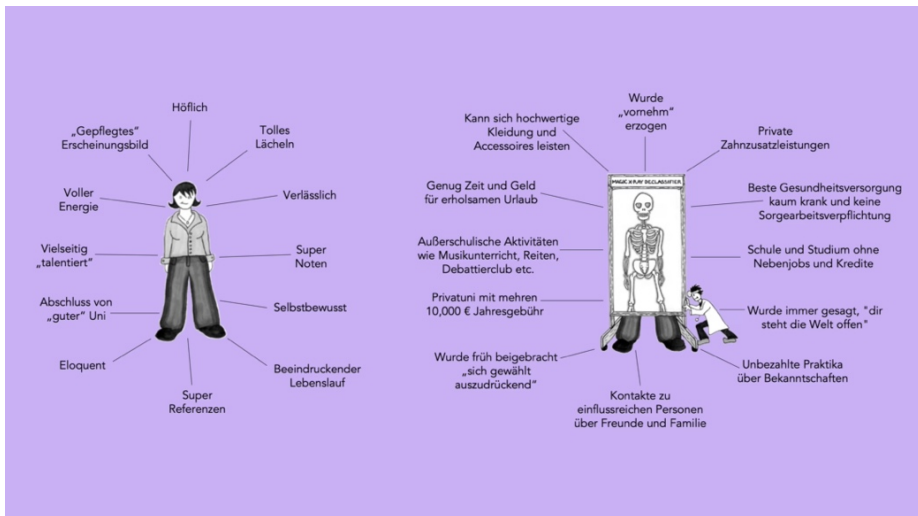 Höflich
„Gepflegtes“
Erscheinungsbild
Tolles
Lächeln
Voller
Energie
Verlässlich
Vielseitig
„talentiert“
Super
Noten
Abschluss von
„guter“ Uni
Selbstbewusst
Eloquent
Beeindruckender
Lebenslauf
Super
Referenzen
Wurde
„vornehm“
erzogen
Kann sich hochwertige
Kleidung und
Accessoires leisten
Private
Zahnzusatzleistungen
MAGIC X-RAY DECLASSIFIER
Genug Zeit und Geld
für erholsamen Urlaub
Beste Gesundheitsversorgung
kaum krank und keine
Sorgearbeitsverpflichtung
Außerschulische Aktivitäten
wie Musikunterricht, Reiten,
Debattierclub etc.
Schule und Studium ohne
Nebenjobs und Kredite
Privatuni mit mehren
10,000 € Jahresgebühr
Wurde immer gesagt, "dir
steht die Welt offen"
Wurde früh beigebracht
„sich gewählt
auszudrückend“
Unbezahlte Praktika
über Bekanntschaften
Kontakte zu
einflussreichen Personen
über Freunde und Familie